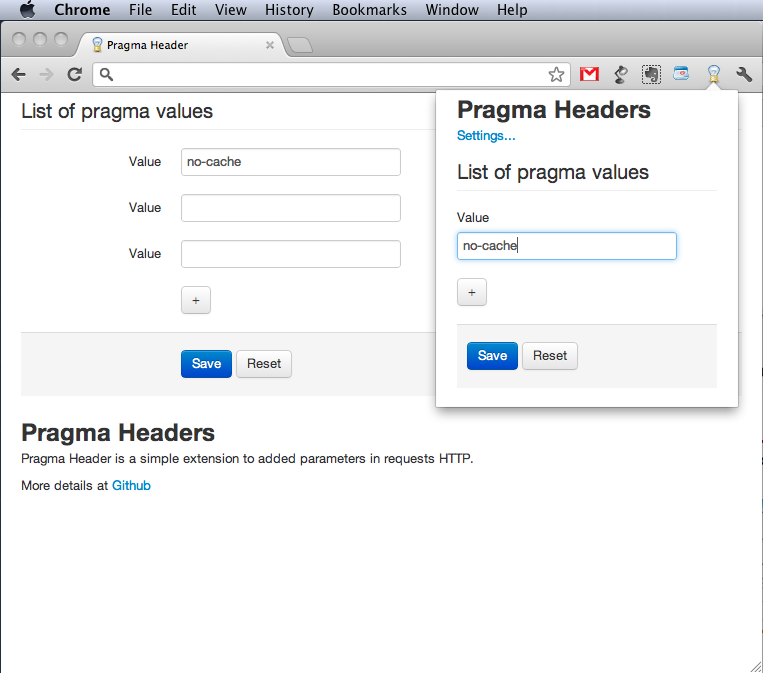 Chrome File Edit View History Bookmarks Window Help
Pragma Header
List of pragma values
Value no-cache
Value
Value
+
Save Reset
Pragma Headers
Pragma Header is a simple extension to added parameters in requests HTTP.
More details at Github
Pragma Headers
Settings...
List of pragma values
Value
no-cache
+
Save Reset